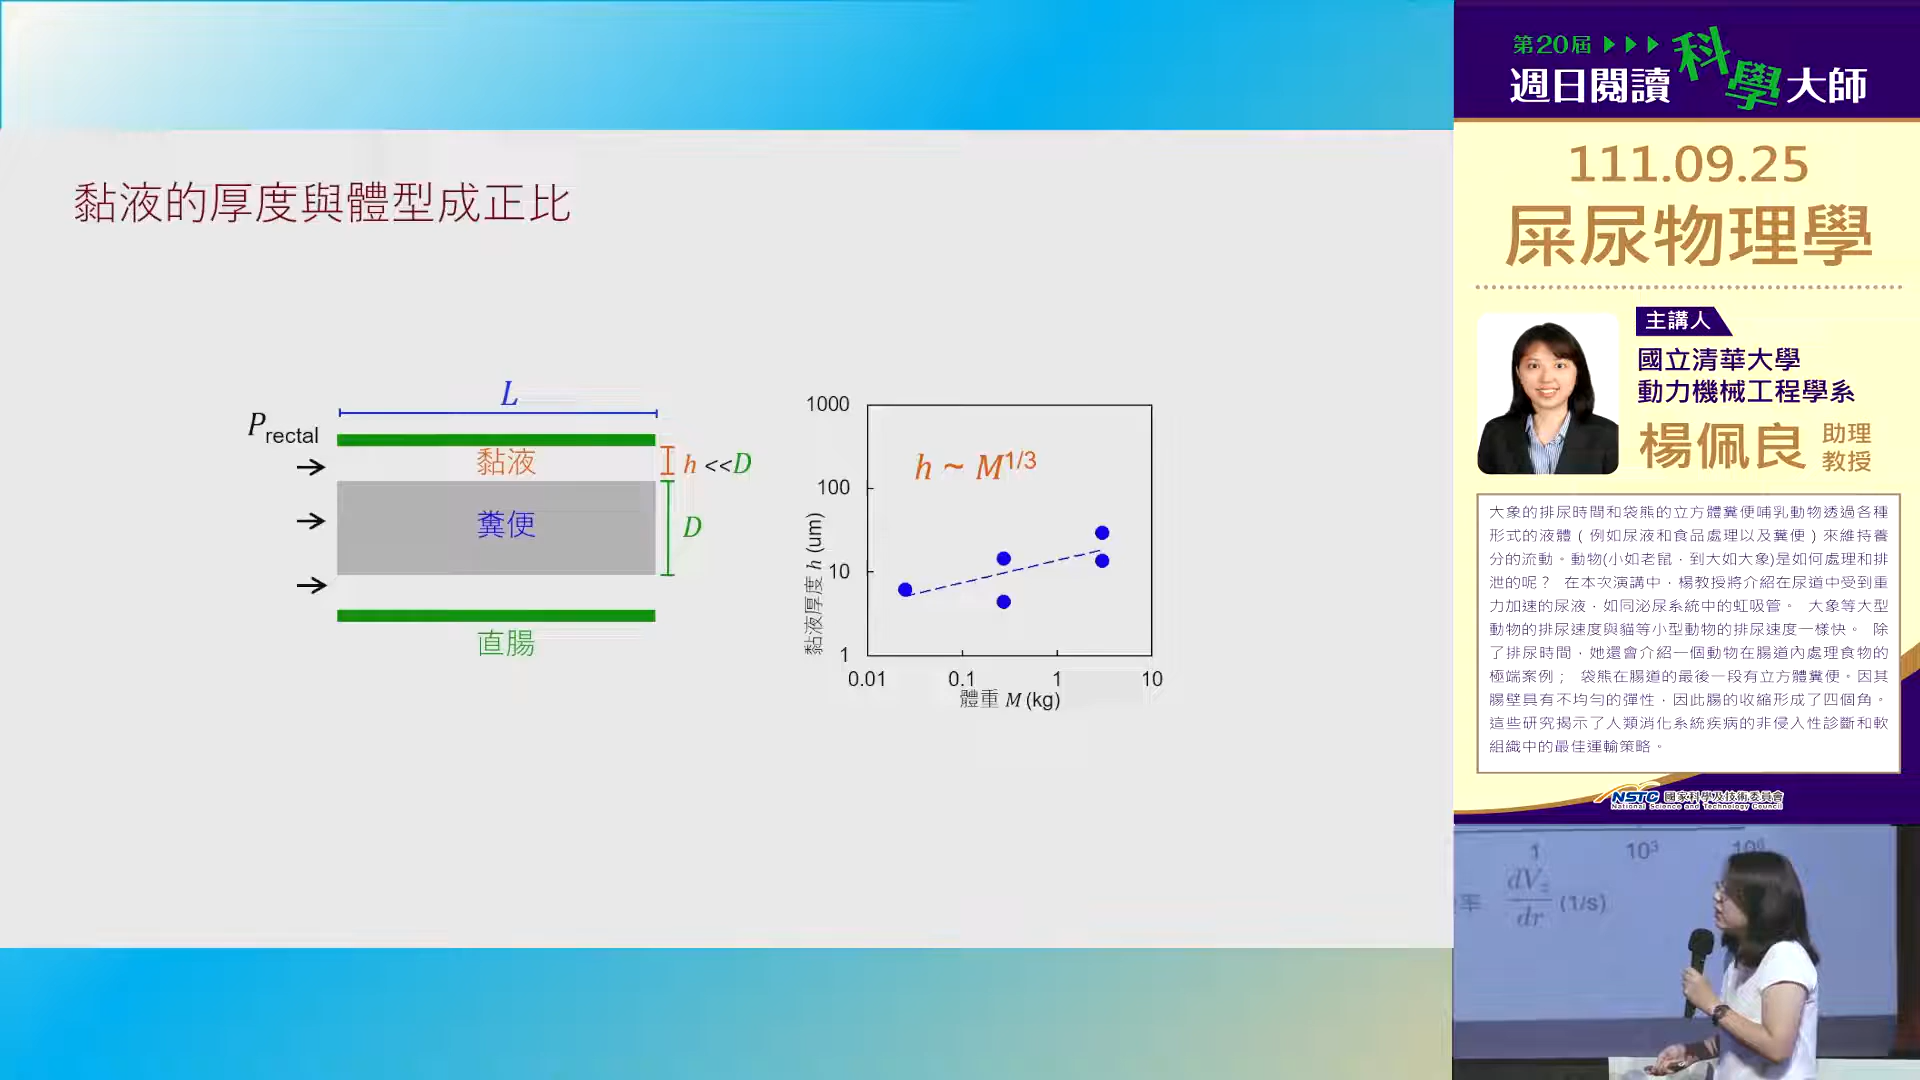 黏液的厚度與體型成正比
L
Prectal
黏液
h <<D
糞便
D
直腸
h ~ M1/3
1000
100
10
1
黏液厚度 h (um)
0.01 0.1 1 10
體重 M (kg)
第20屆
週日閱讀科學大師
111.09.25
屎尿物理學
主講人
國立清華大學
動力機械工程學系
楊佩良 助理教授
大象的排尿時間和袋熊的立方體糞便哺乳動物透過各種
形式的液體(例如尿液和食品處理以及糞便)來維持養
分的流動。動物(小如老鼠,到大如大象)是如何處理和排
泄的呢? 在本次演講中,楊教授將介紹在尿道中受到重
力加速的尿液,如同泌尿系統中的虹吸管。 大象等大型
動物的排尿速度與貓等小型動物的排尿速度一樣快。 除
了排尿時間,她還會介紹一個動物在腸道內處理食物的
極端案例; 袋熊在腸道的最後一段有立方體糞便。因其
腸壁具有不均勻的彈性,因此腸的收縮形成了四個角。
這些研究揭示了人類消化系統疾病的非侵入性診斷和軟
組織中的最佳運輸策略。
NSTC 國家科學及技術委員會
National Science and Technology Council
1 103
率 dVz/dr (1/s)